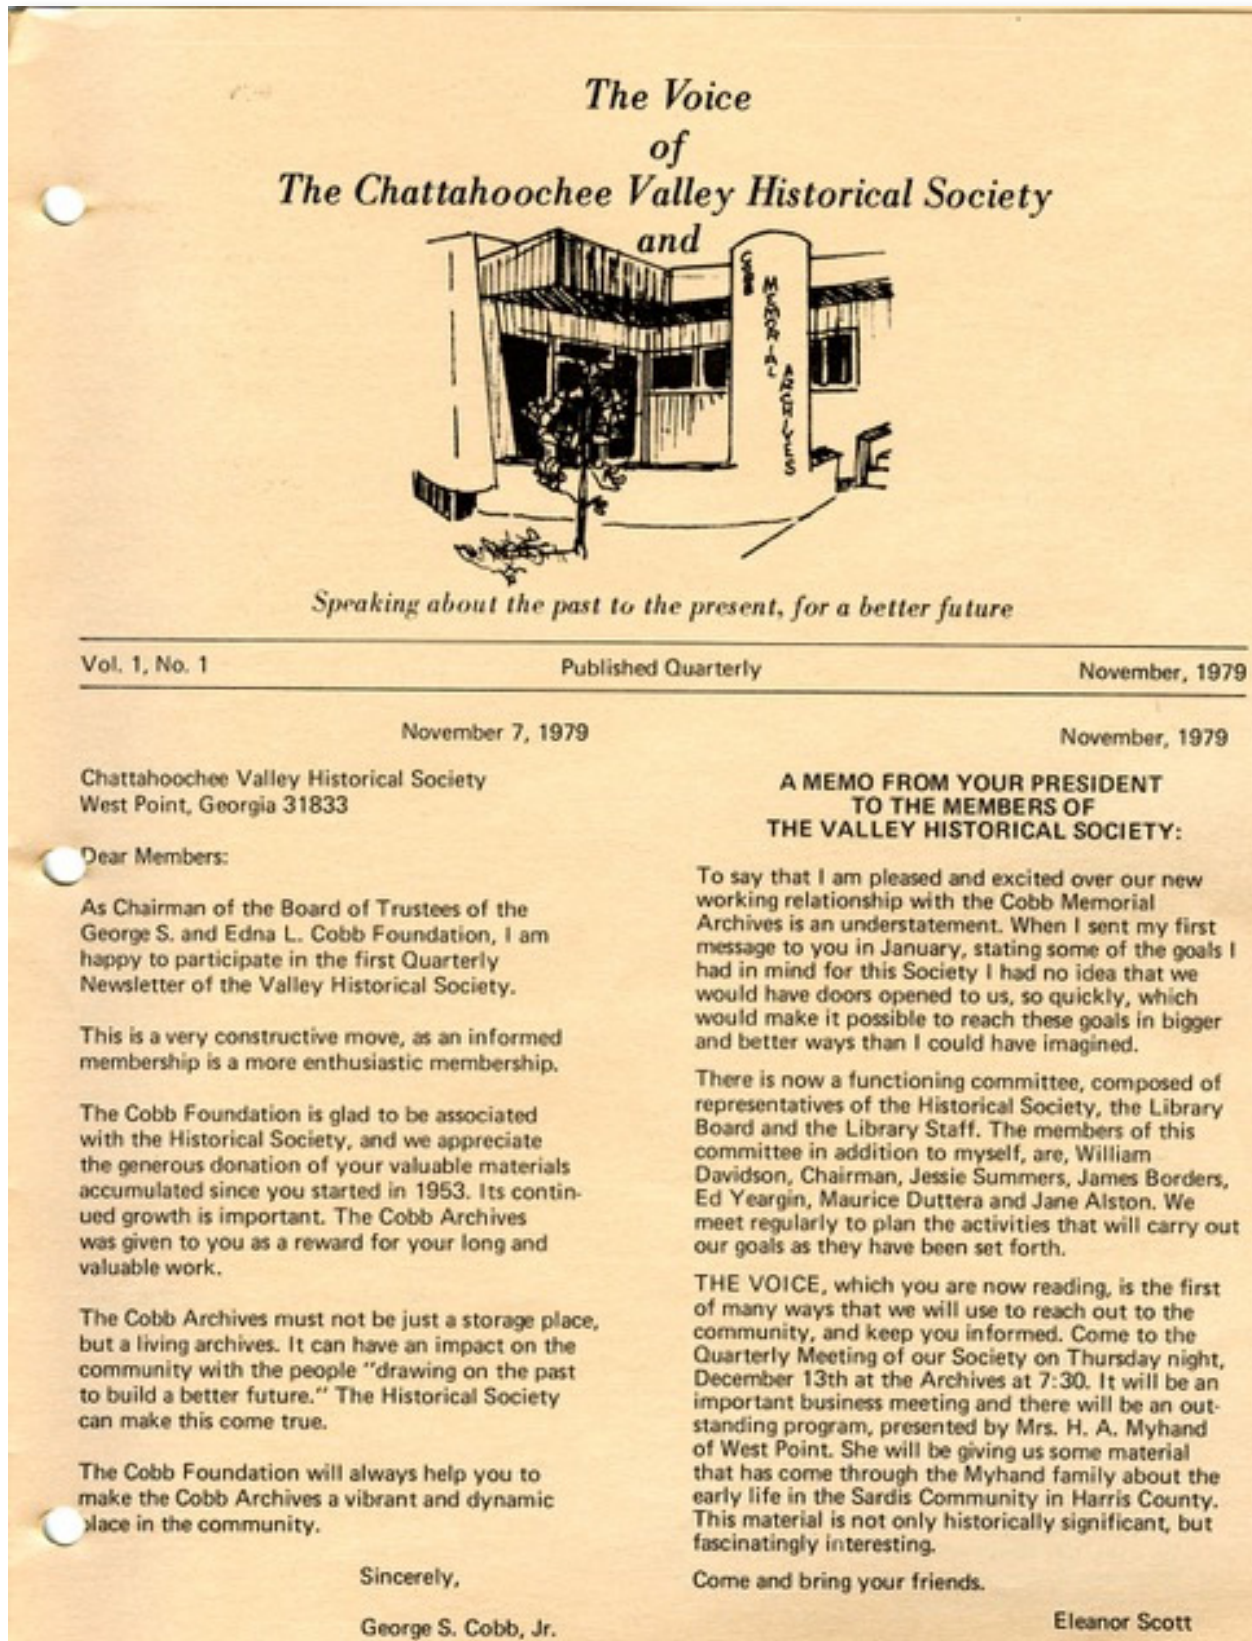 The Voice
of
The Chattahoochee Valley Historical Society
and
COBB
MEMORIAL
ARCHIVES
Speaking about the past to the present, for a better future
Vol. 1, No. 1 Published Quarterly November, 1979
November 7, 1979
Chattahoochee Valley Historical Society
West Point, Georgia 31833
Dear Members:
As Chairman of the Board of Trustees of the
George S. and Edna L. Cobb Foundation, I am
happy to participate in the first Quarterly
Newsletter of the Valley Historical Society.
This is a very constructive move, as an informed
membership is a more enthusiastic membership.
The Cobb Foundation is glad to be associated
with the Historical Society, and we appreciate
the generous donation of your valuable materials
accumulated since you started in 1953. Its contin-
ued growth is important. The Cobb Archives
was given to you as a reward for your long and
valuable work.
The Cobb Archives must not be just a storage place,
but a living archives. It can have an impact on the
community with the people "drawing on the past
to build a better future." The Historical Society
can make this come true.
The Cobb Foundation will always help you to
make the Cobb Archives a vibrant and dynamic
place in the community.
Sincerely,
George S. Cobb, Jr.
November, 1979
A MEMO FROM YOUR PRESIDENT
TO THE MEMBERS OF
THE VALLEY HISTORICAL SOCIETY:
To say that I am pleased and excited over our new
working relationship with the Cobb Memorial
Archives is an understatement. When I sent my first
message to you in January, stating some of the goals I
had in mind for this Society I had no idea that we
would have doors opened to us, so quickly, which
would make it possible to reach these goals in bigger
and better ways than I could have imagined.
There is now a functioning committee, composed of
representatives of the Historical Society, the Library
Board and the Library Staff. The members of this
committee in addition to myself, are, William
Davidson, Chairman, Jessie Summers, James Borders,
Ed Yeargin, Maurice Duttera and Jane Alston. We
meet regularly to plan the activities that will carry out
our goals as they have been set forth.
THE VOICE, which you are now reading, is the first
of many ways that we will use to reach out to the
community, and keep you informed. Come to the
Quarterly Meeting of our Society on Thursday night,
December 13th at the Archives at 7:30. It will be an
important business meeting and there will be an out-
standing program, presented by Mrs. H. A. Myhand
of West Point. She will be giving us some material
that has come through the Myhand family about the
early life in the Sardis Community in Harris County.
This material is not only historically significant, but
fascinatingly interesting.
Come and bring your friends.
Eleanor Scott